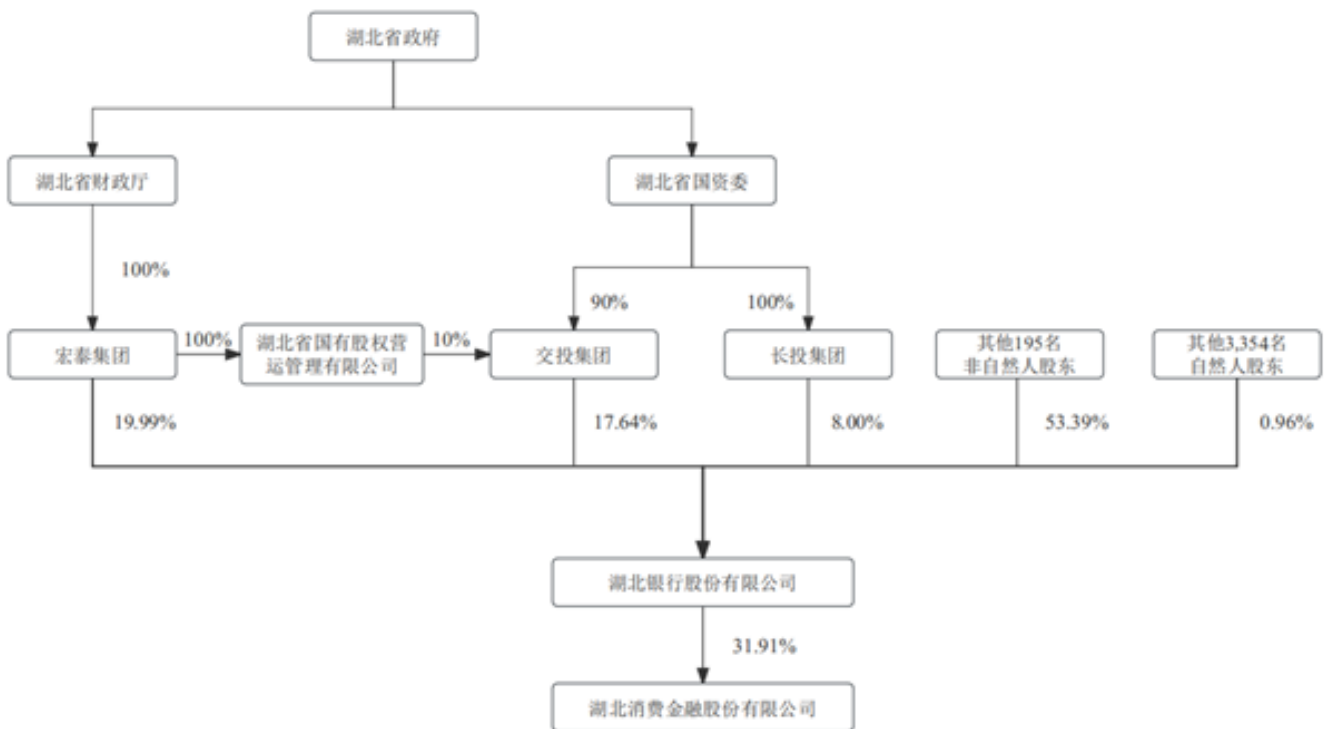 湖北省政府
湖北省财政厅
湖北省国资委
100%
90%
100%
宏泰集团
100%
湖北省国有股权营
运管理有限公司
10%
交投集团
长投集团
其他195名
非自然人股东
其他3,354名
自然人股东
19.99%
17.64%
8.00%
53.39%
0.96%
湖北银行股份有限公司
31.91%
湖北消费金融股份有限公司